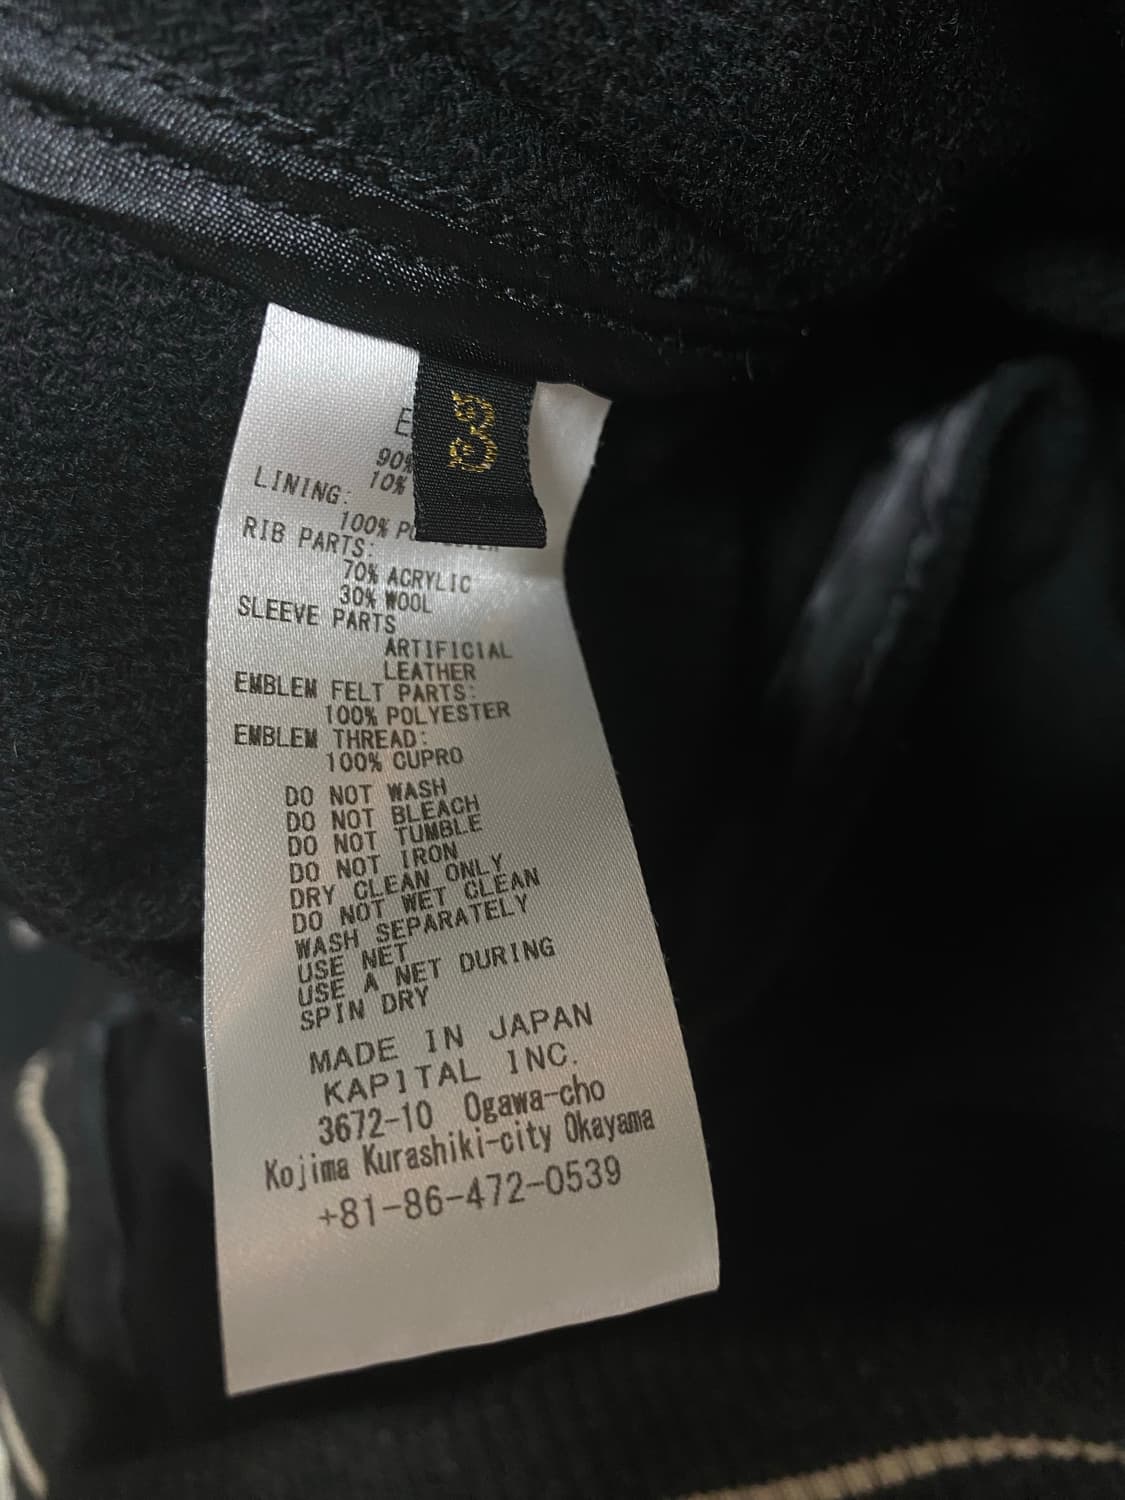 3
90%
10%
LINING:
100%
RIB PARTS:
70% ACRYLIC
30% WOOL
SLEEVE PARTS
ARTIFICIAL
LEATHER
EMBLEM FELT PARTS:
100% POLYESTER
EMBLEM THREAD:
100% CUPRO
DO NOT WASH
DO NOT BLEACH
DO NOT TUMBLE
DO NOT IRON
DRY CLEAN ONLY
DO NOT WET CLEAN
WASH SEPARATELY
USE NET
USE A NET DURING
SPIN DRY
MADE IN JAPAN
KAPITAL INC.
3672-10 Ogawa-cho
Kojima Kurashiki-city Okayama
+81-86-472-0539